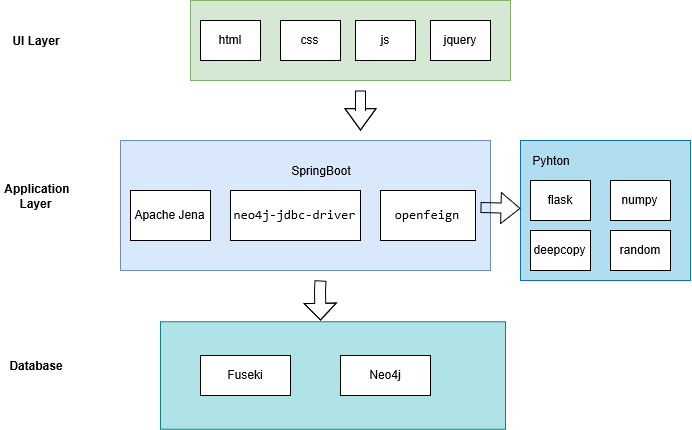 UI Layer
html
css
js
jquery
Application
Layer
SpringBoot
Apache Jena
neo4j-jdbc-driver
openfeign
Pyhton
flask
numpy
deepcopy
random
Database
Fuseki
Neo4j